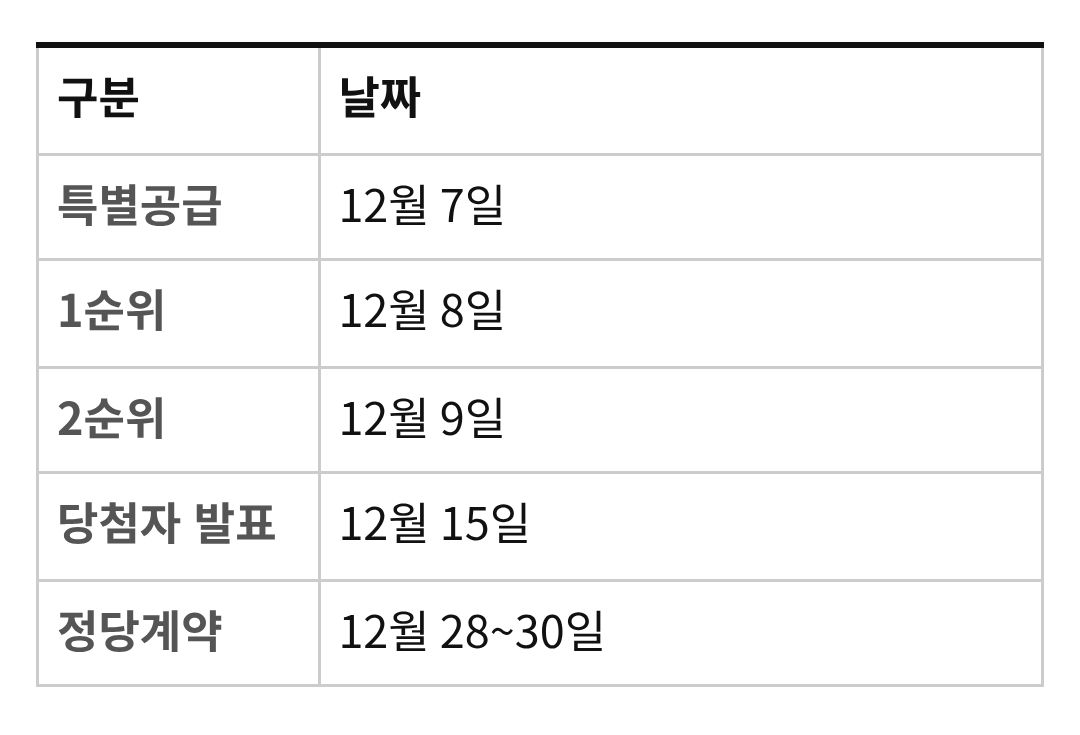 구분 날짜
특별공급 12월 7일
1순위 12월 8일
2순위 12월 9일
당첨자 발표 12월 15일
정당계약 12월 28~30일